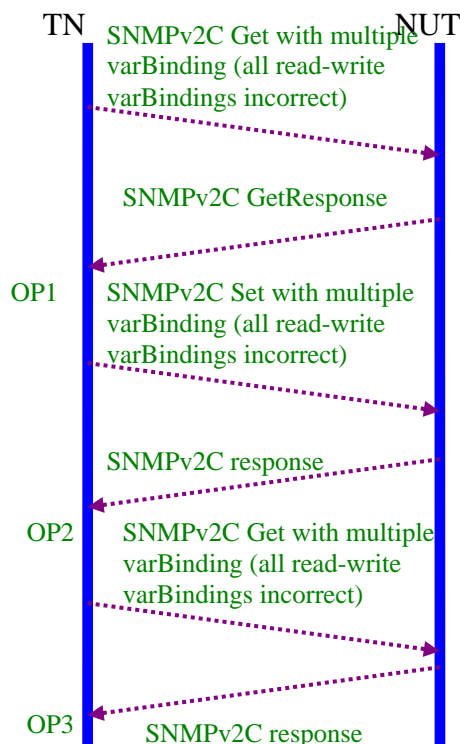 TN
NUT
SNMPv2C Get with multiple
varBinding (all read-write
varBindings incorrect)
SNMPv2C GetResponse
OP1
SNMPv2C Set with multiple
varBinding (all read-write
varBindings incorrect)
SNMPv2C response
OP2
SNMPv2C Get with multiple
varBinding (all read-write
varBindings incorrect)
OP3
SNMPv2C response